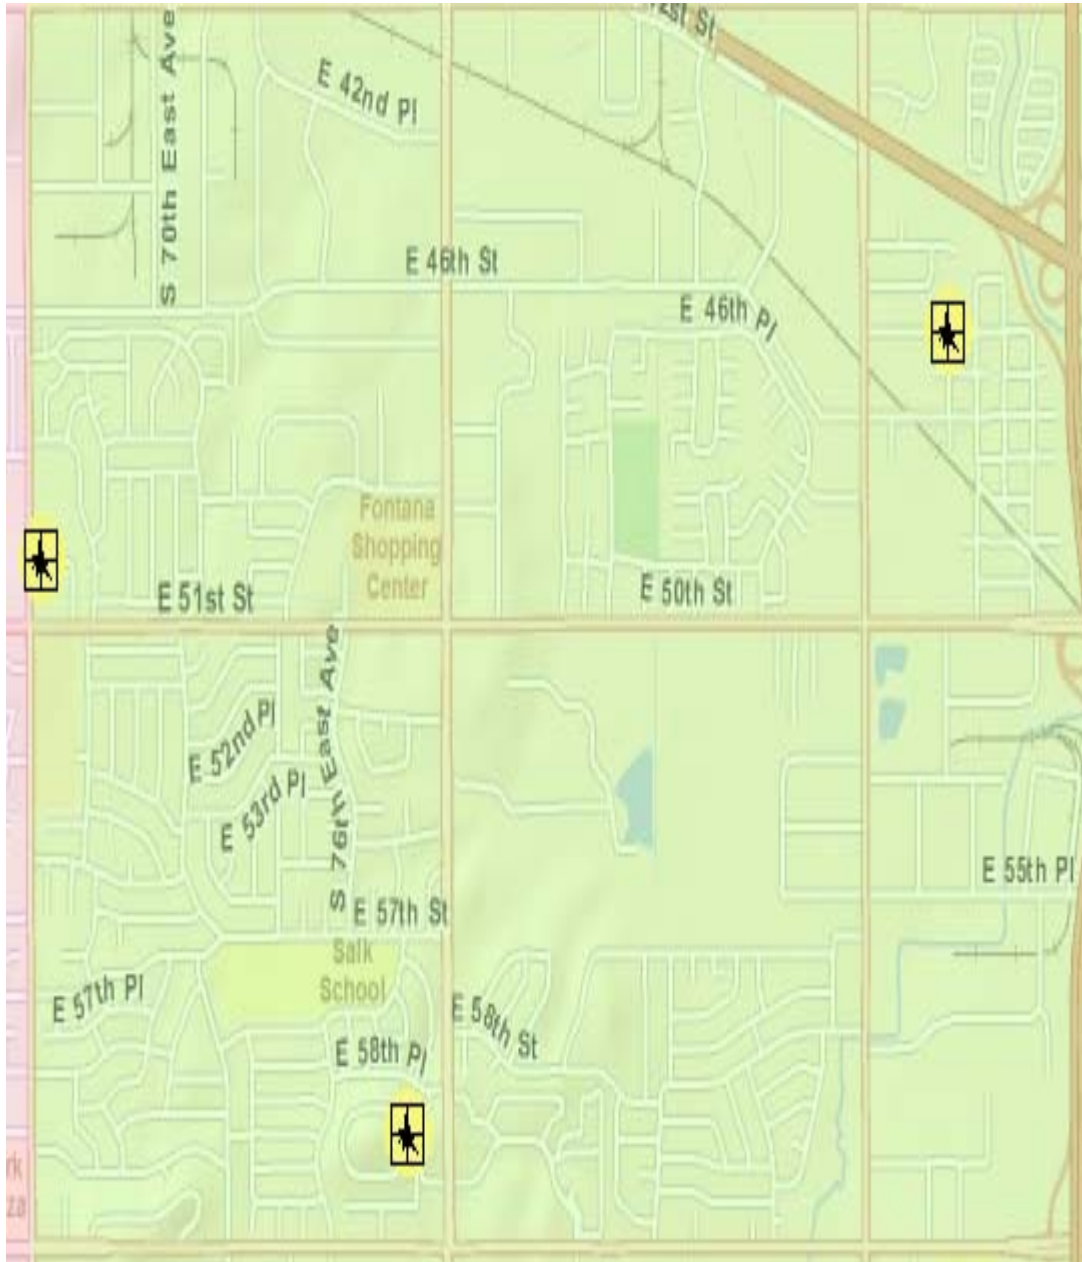 S 70th East Ave
E 42nd Pl
E 46th St
E 46th Pl
Fontana
Shopping
Center
E 51st St
E 50th St
S 76th East Ave
E 52nd Pl
E 53rd Pl
E 55th Pl
E 57th St
Salk
School
E 57th Pl
E 58th St
E 58th Pl